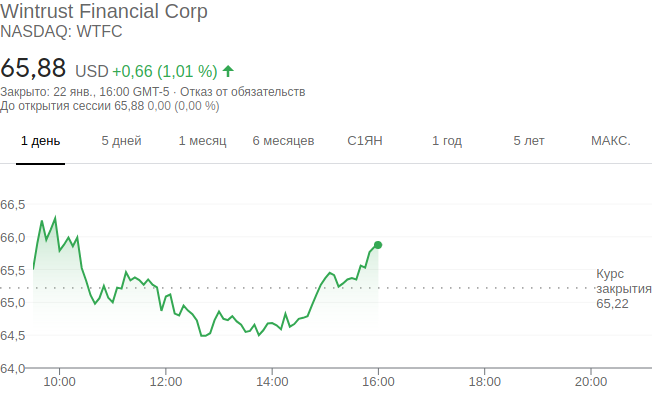 Wintrust Financial Corp
NASDAQ: WTFC
65,88 USD +0,66 (1,01 %)
Закрыто: 22 янв., 16:00 GMT-5 · Отказ от обязательств
До открытия сессии 65,88 0,00 (0,00 %)
1 день 5 дней 1 месяц 6 месяцев С1ЯН 1 год 5 лет МАКС.
66,5
66,0
65,5
Курс
закрытия
65,22
65,0
64,5
64,0
10:00 12:00 14:00 16:00 18:00 20:00